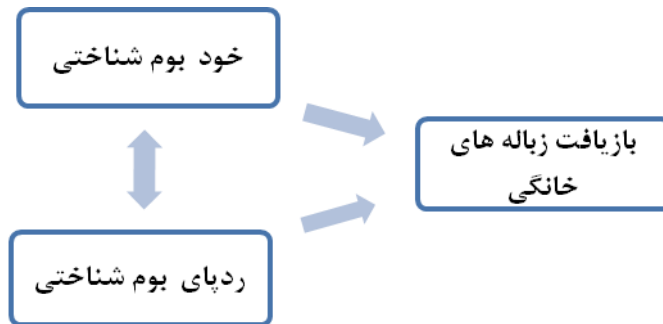 خود بوم شناختی
بازیافت زباله های
خانگی
ردپای بوم شناختی